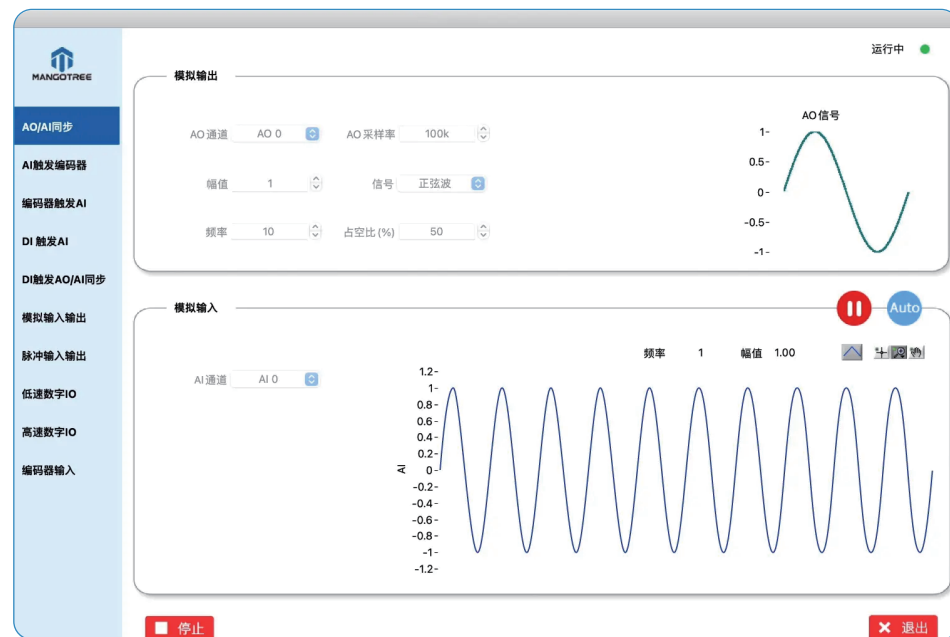 MANGOTREE
运行中
AO/AI同步
AI触发编码器
编码器触发AI
DI 触发AI
DI触发AO/AI同步
模拟输入输出
脉冲输入输出
低速数字IO
高速数字IO
编码器输入
模拟输出
AO 通道 AO 0 AO 采样率 100k
幅值 1 信号 正弦波
频率 10 占空比 (%) 50
AO 信号
1
0.5
0
-0.5
-1
模拟输入
Auto
AI 通道 AI 0
频率 1 幅值 1.00
AI
1.2
1
0.8
0.6
0.4
0.2
0
-0.2
-0.4
-0.6
-0.8
-1
-1.2
停止
退出